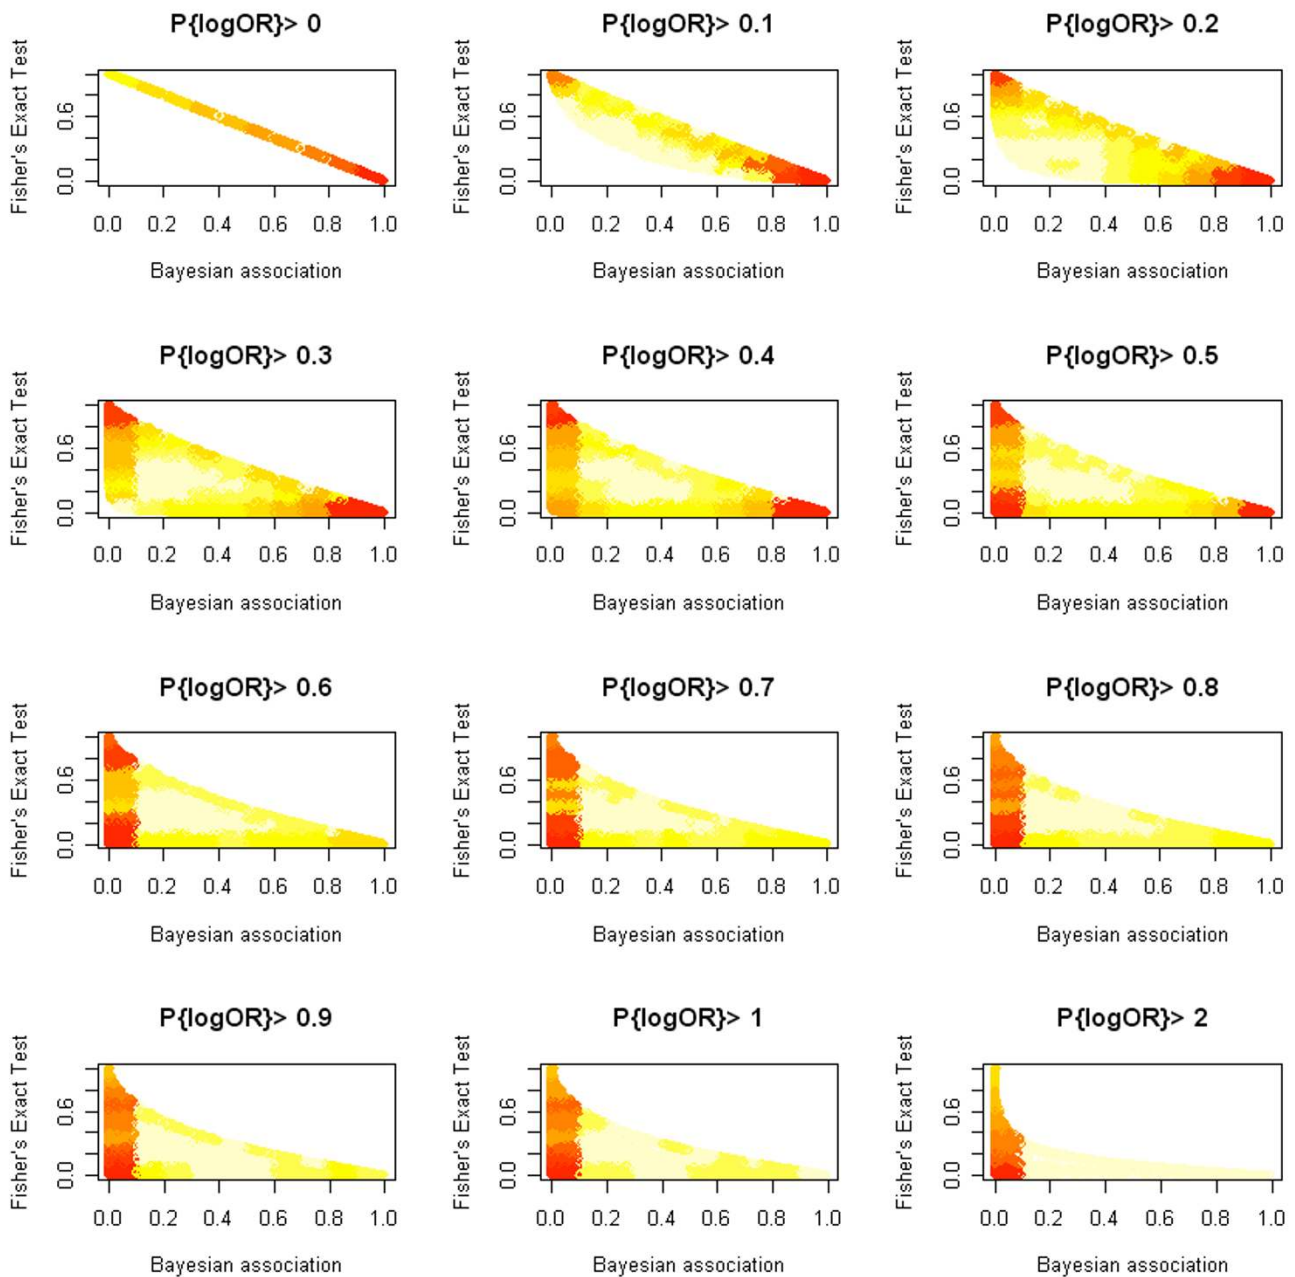 P{logOR}> 0
Fisher's Exact Test
0.6
0.0
0.0 0.2 0.4 0.6 0.8 1.0
Bayesian association
P{logOR}> 0.1
Fisher's Exact Test
0.6
0.0
0.0 0.2 0.4 0.6 0.8 1.0
Bayesian association
P{logOR}> 0.2
Fisher's Exact Test
0.6
0.0
0.0 0.2 0.4 0.6 0.8 1.0
Bayesian association
P{logOR}> 0.3
Fisher's Exact Test
0.6
0.0
0.0 0.2 0.4 0.6 0.8 1.0
Bayesian association
P{logOR}> 0.4
Fisher's Exact Test
0.6
0.0
0.0 0.2 0.4 0.6 0.8 1.0
Bayesian association
P{logOR}> 0.5
Fisher's Exact Test
0.6
0.0
0.0 0.2 0.4 0.6 0.8 1.0
Bayesian association
P{logOR}> 0.6
Fisher's Exact Test
0.6
0.0
0.0 0.2 0.4 0.6 0.8 1.0
Bayesian association
P{logOR}> 0.7
Fisher's Exact Test
0.6
0.0
0.0 0.2 0.4 0.6 0.8 1.0
Bayesian association
P{logOR}> 0.8
Fisher's Exact Test
0.6
0.0
0.0 0.2 0.4 0.6 0.8 1.0
Bayesian association
P{logOR}> 0.9
Fisher's Exact Test
0.6
0.0
0.0 0.2 0.4 0.6 0.8 1.0
Bayesian association
P{logOR}> 1
Fisher's Exact Test
0.6
0.0
0.0 0.2 0.4 0.6 0.8 1.0
Bayesian association
P{logOR}> 2
Fisher's Exact Test
0.6
0.0
0.0 0.2 0.4 0.6 0.8 1.0
Bayesian association